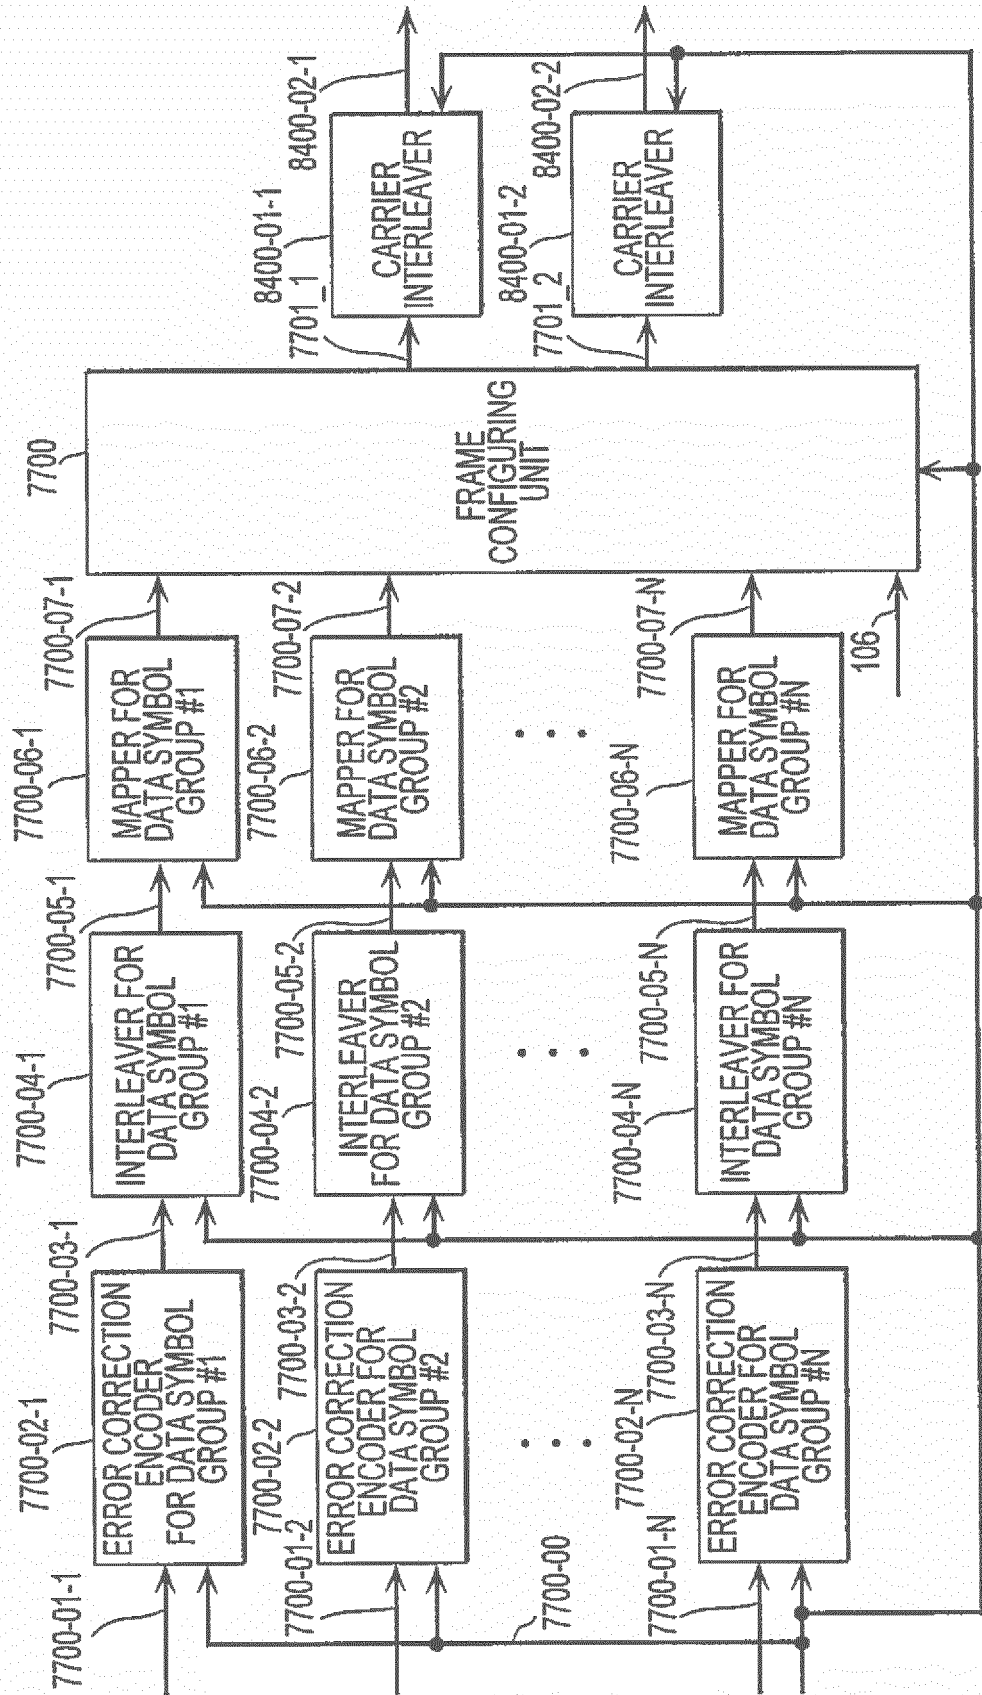 7700-01-1
7700-02-1
ERROR CORRECTION
ENCODER
FOR DATA SYMBOL
GROUP #1
7700-03-1
7700-04-1
INTERLEAVER FOR
DATA SYMBOL
GROUP #1
7700-05-1
7700-06-1
MAPPER FOR
DATA SYMBOL
GROUP #1
7700-07-1
7700-01-2
7700-02-2
ERROR CORRECTION
ENCODER FOR
DATA SYMBOL
GROUP #2
7700-03-2
7700-04-2
INTERLEAVER
FOR DATA SYMBOL
GROUP #2
7700-05-2
7700-06-2
MAPPER FOR
DATA SYMBOL
GROUP #2
7700-07-2
7700-00
7700-01-N
7700-02-N
ERROR CORRECTION
ENCODER FOR
DATA SYMBOL
GROUP #N
7700-03-N
7700-04-N
INTERLEAVER FOR
DATA SYMBOL
GROUP #N
7700-05-N
7700-06-N
MAPPER FOR
DATA SYMBOL
GROUP #N
7700-07-N
106
7700
FRAME
CONFIGURING
UNIT
7701_1
8400-01-1
CARRIER
INTERLEAVER
8400-02-1
7701_2
8400-01-2
CARRIER
INTERLEAVER
8400-02-2